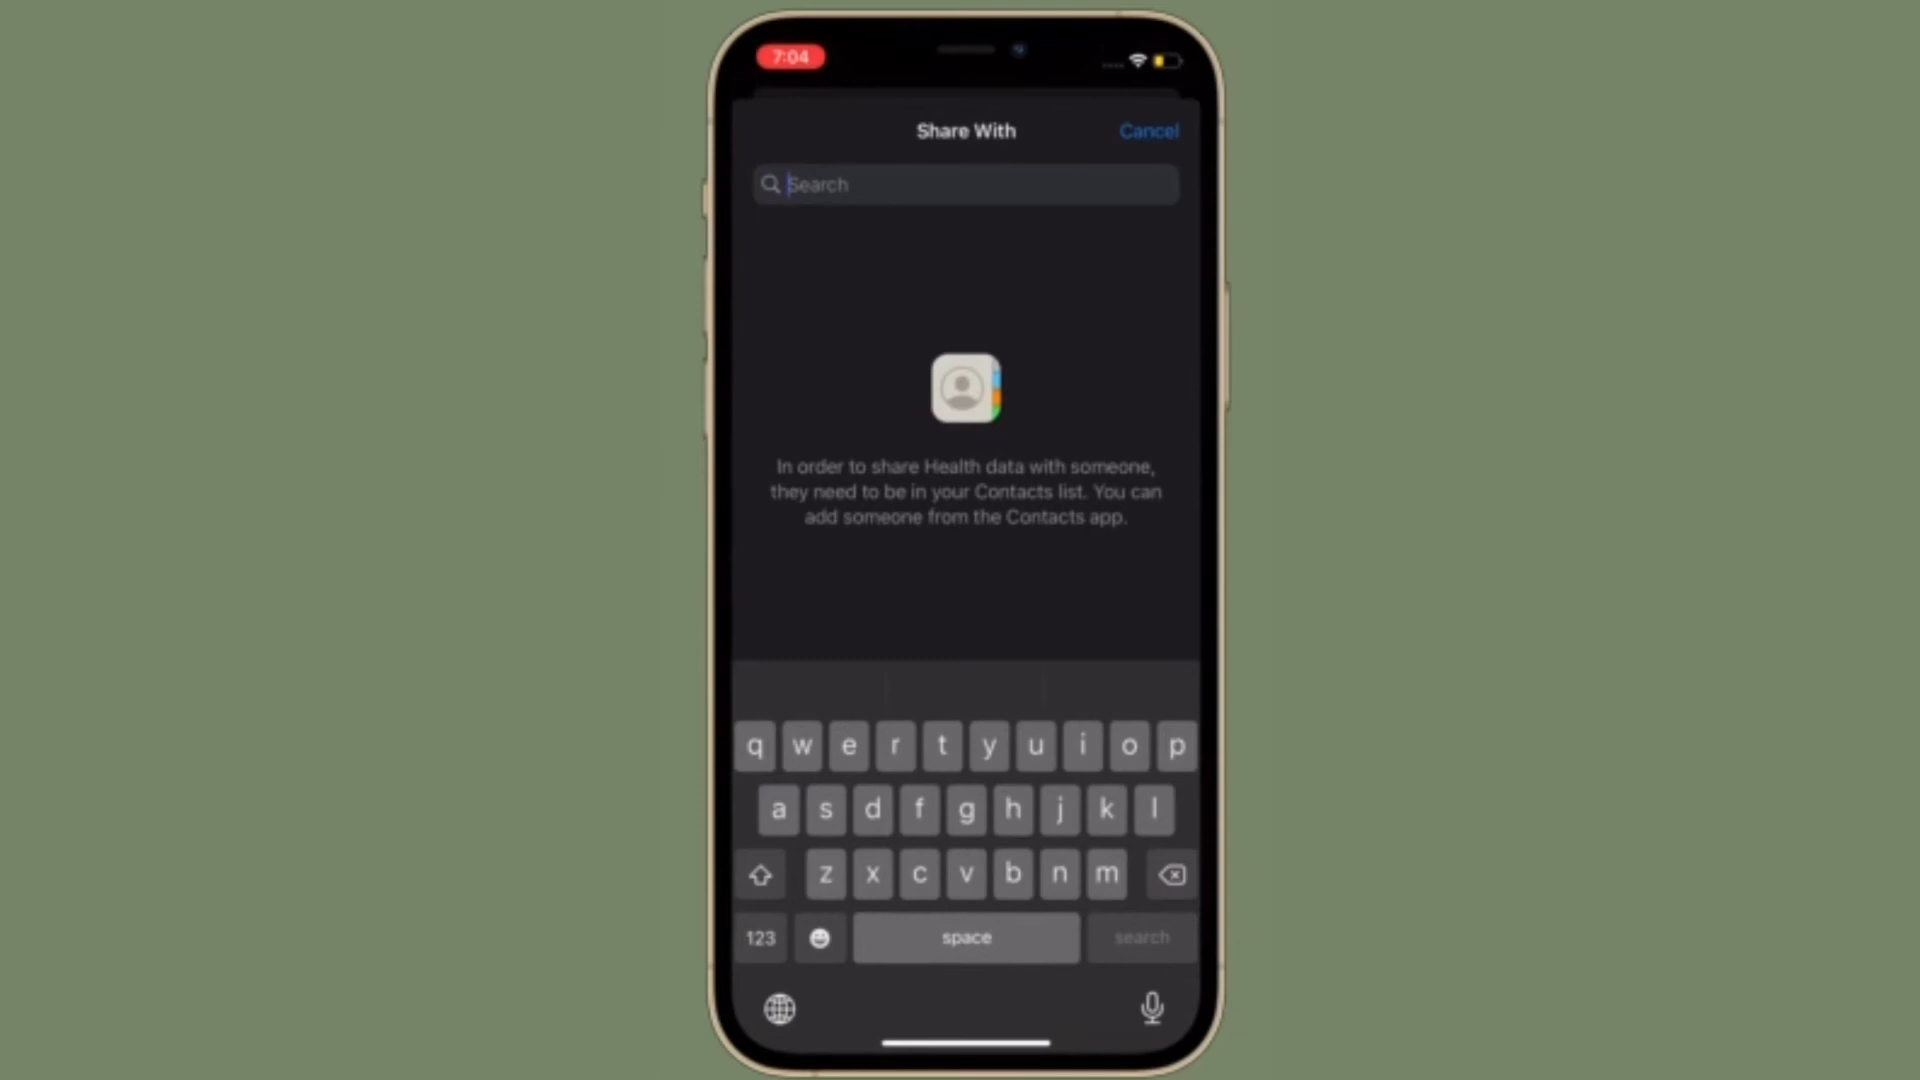 7:04
Share With
Cancel
Search
In order to share Health data with someone,
they need to be in your Contacts list. You can
add someone from the Contacts app.
q w e r t y u i o p
a s d f g h j k l
z x c v b n m
123 space search